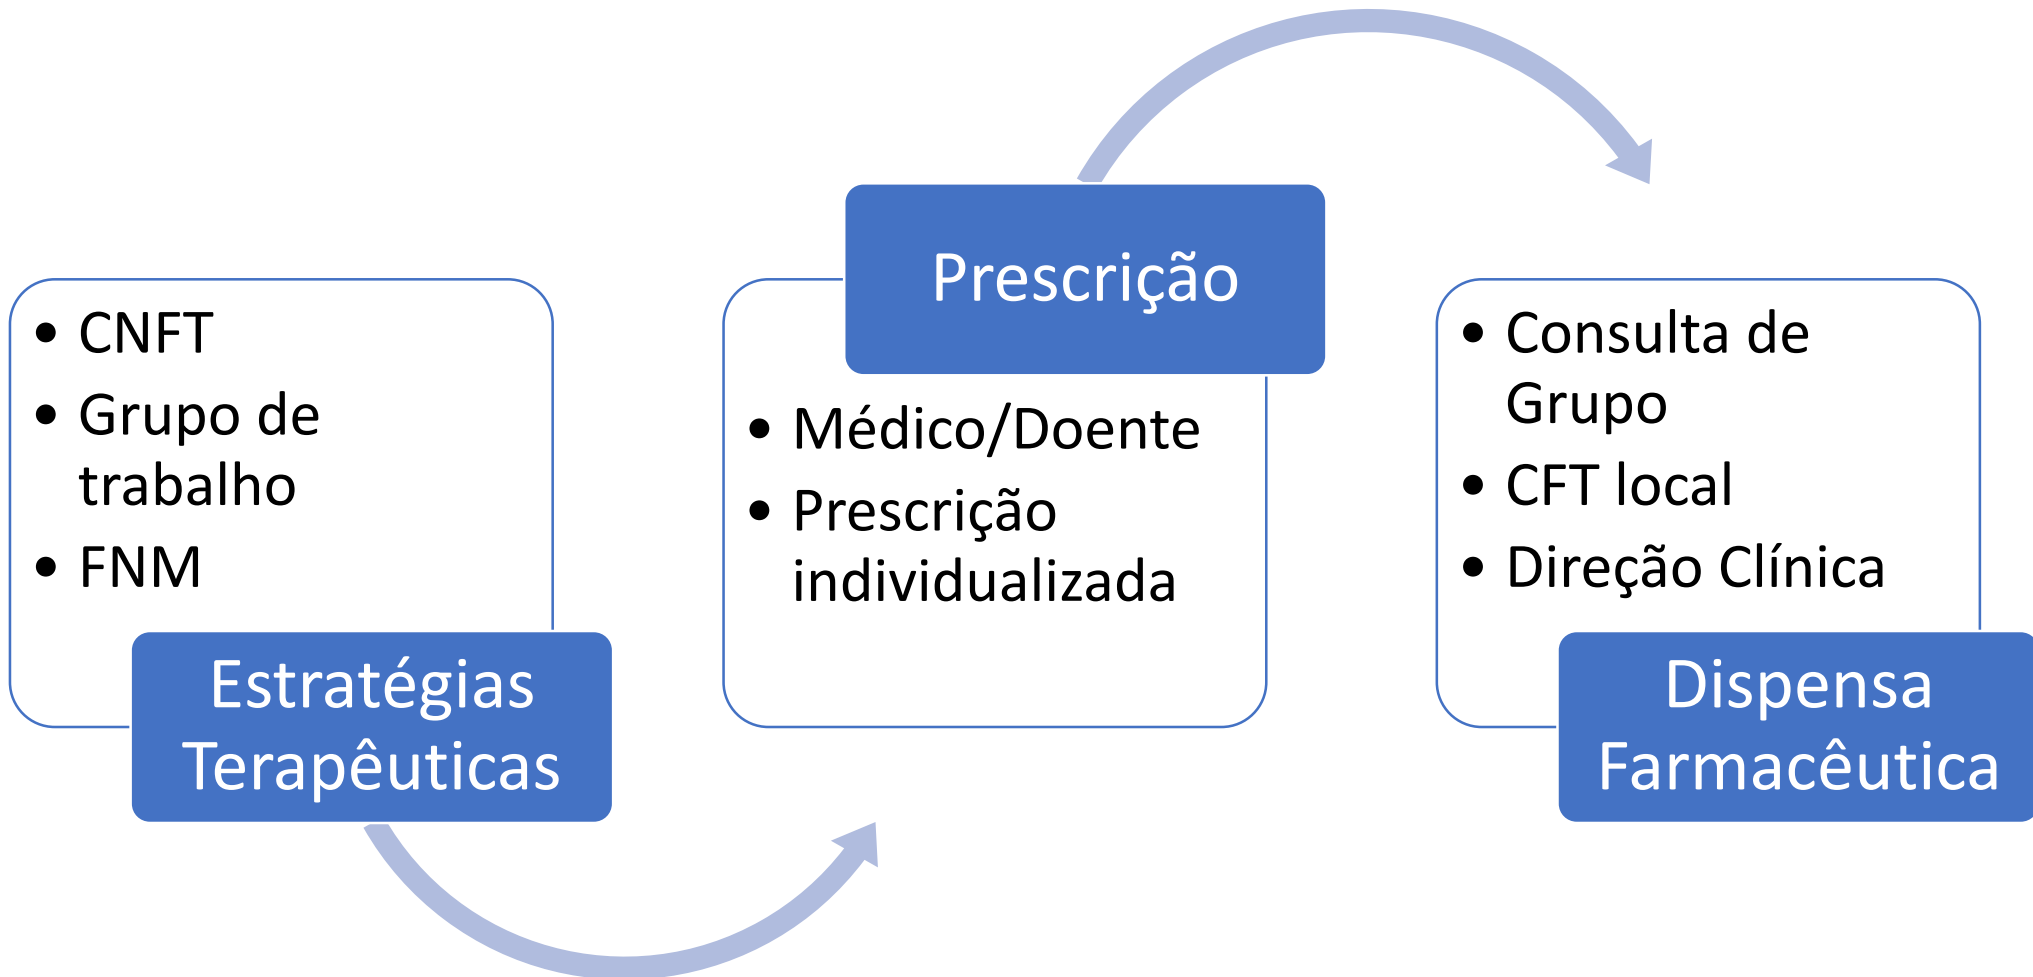 • CNFT
• Grupo de
trabalho
• FNM
Estratégias
Terapêuticas
Prescrição
• Médico/Doente
• Prescrição
individualizada
• Consulta de
Grupo
• CFT local
• Direção Clínica
Dispensa
Farmacêutica